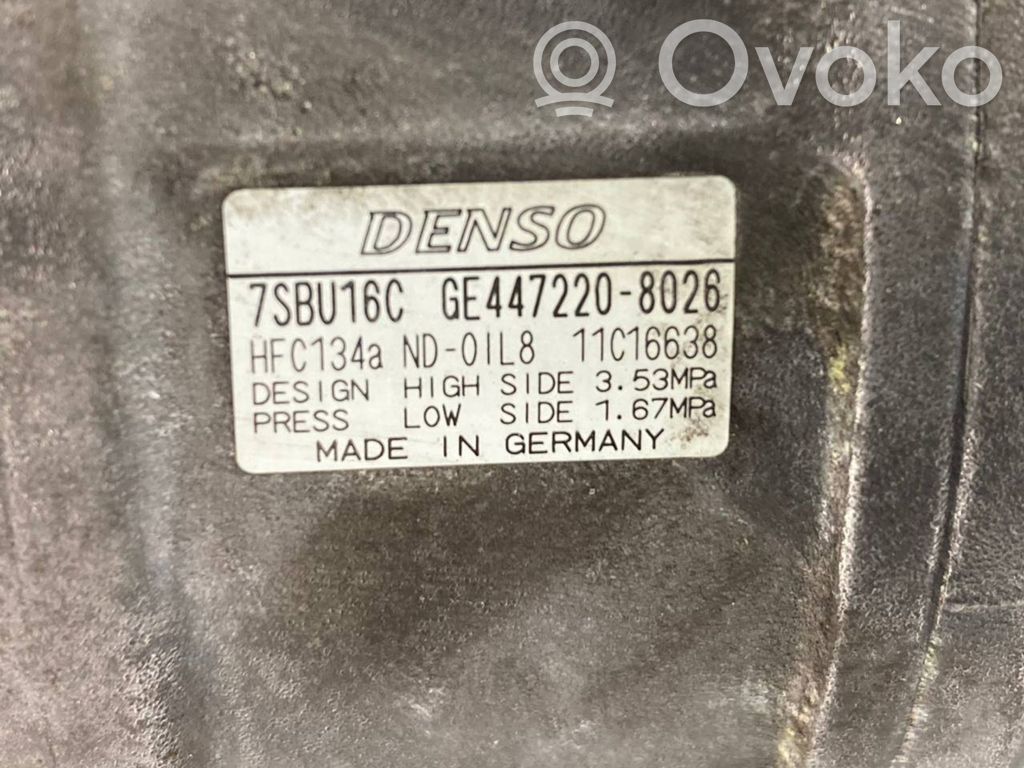 Ovoko
DENSO
7SBU16C GE447220-8026
HFC134a ND-OIL8 11C16638
DESIGN HIGH SIDE 3.53MPa
PRESS LOW SIDE 1.67MPa
MADE IN GERMANY